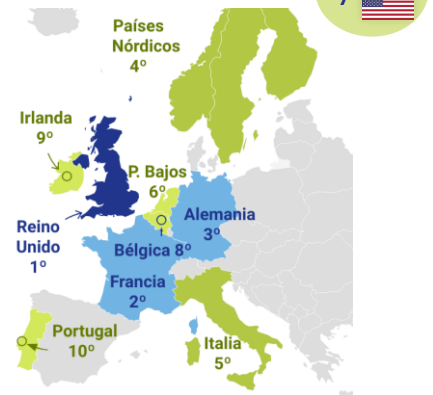 Países
Nórdicos
4º
Irlanda
9º
P. Bajos
6º
Alemania
3º
Reino
Unido
1º
Bélgica 8º
Francia
2º
Portugal
10º
Italia
5º